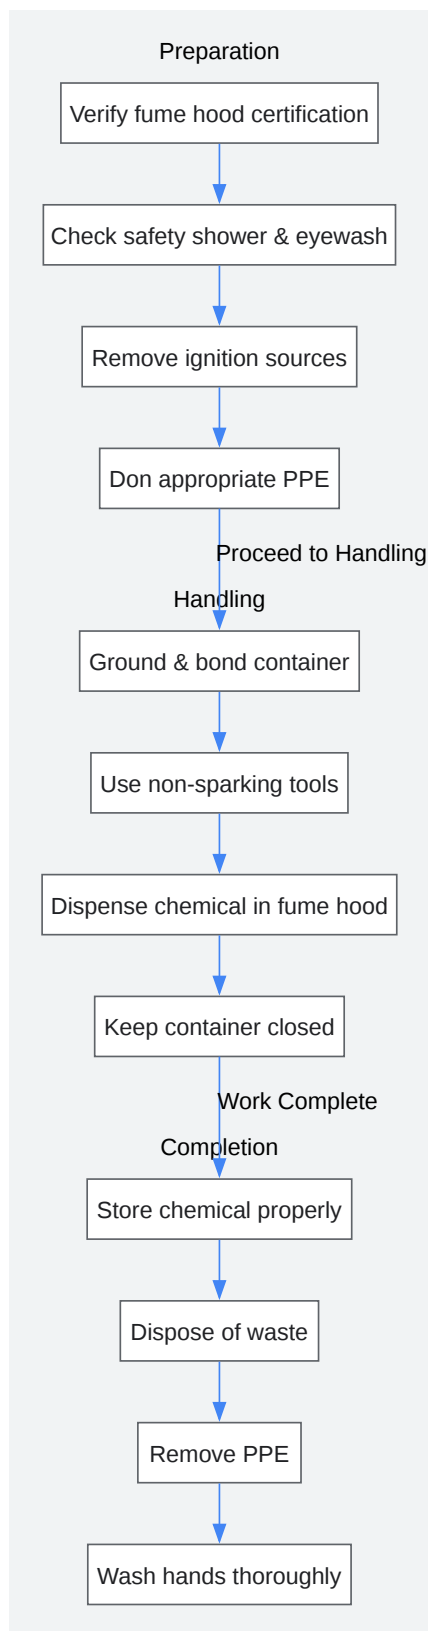 Preparation
Verify fume hood certification
Check safety shower & eyewash
Remove ignition sources
Don appropriate PPE
Proceed to Handling
Handling
Ground & bond container
Use non-sparking tools
Dispense chemical in fume hood
Keep container closed
Work Complete
Completion
Store chemical properly
Dispose of waste
Remove PPE
Wash hands thoroughly